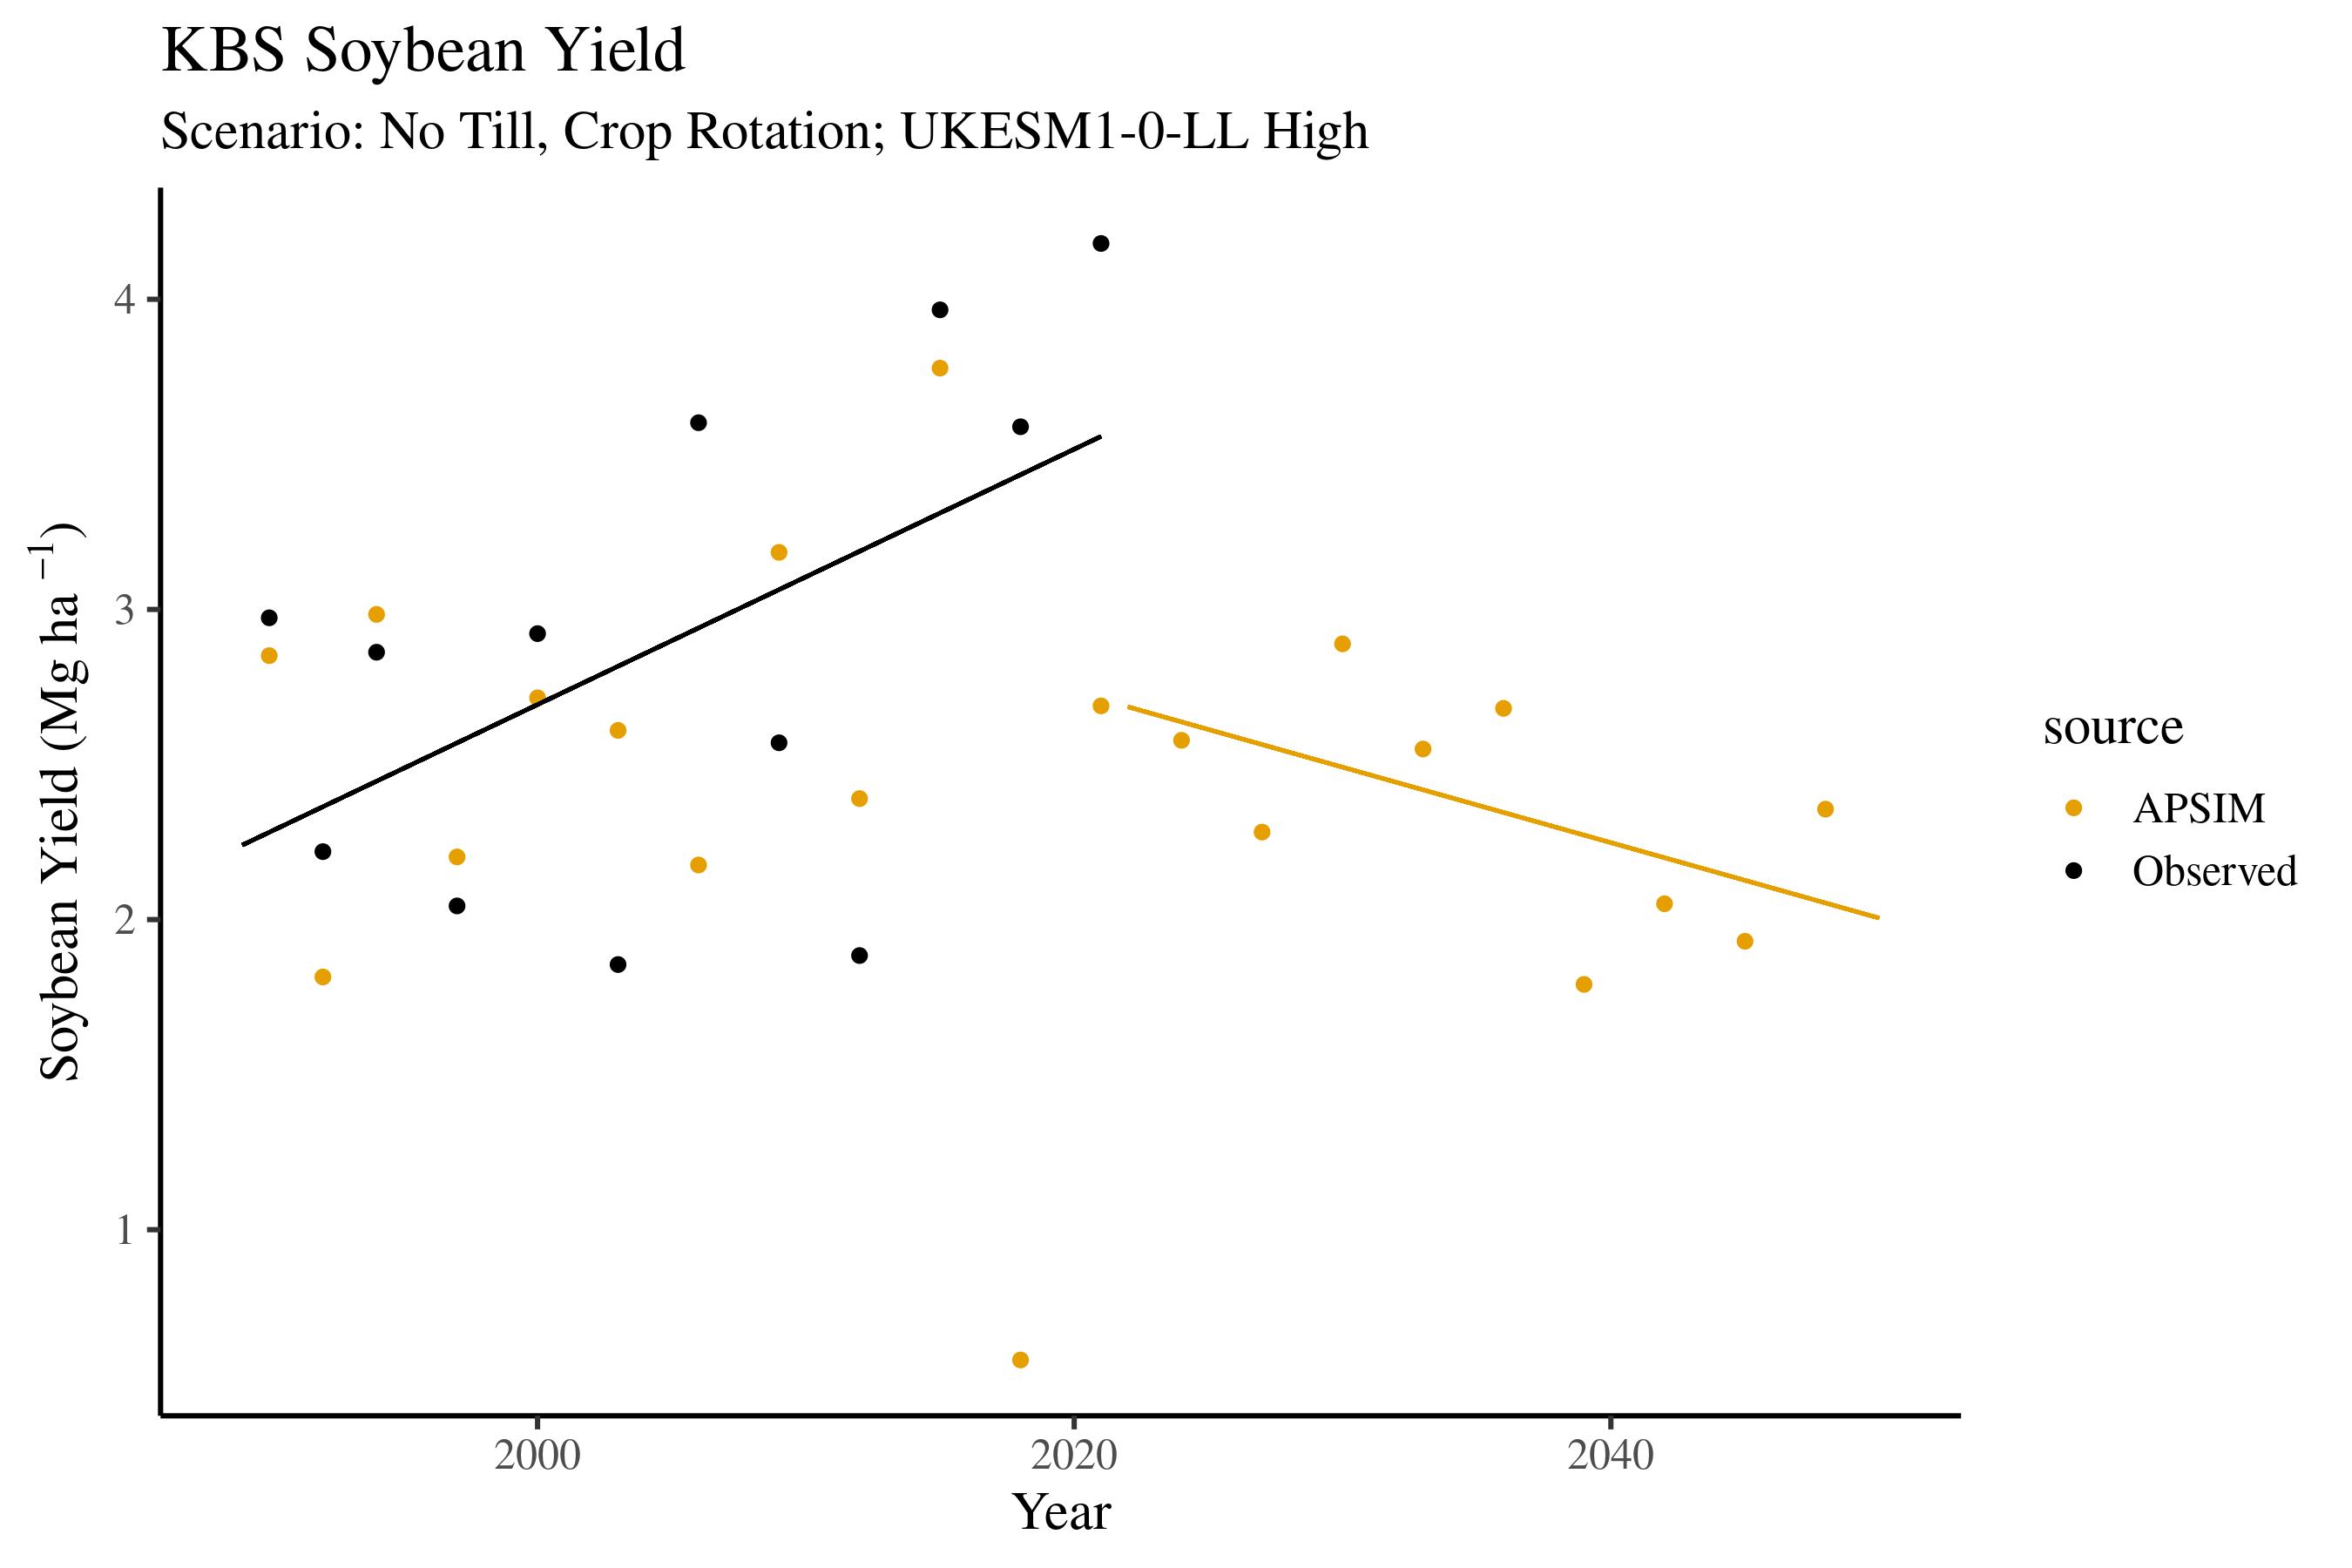 KBS Soybean Yield
Scenario: No Till, Crop Rotation; UKESM1-0-LL High
Soybean Yield (Mg ha⁻¹)
4
3
2
1
2000 2020 2040
Year
source
APSIM
Observed